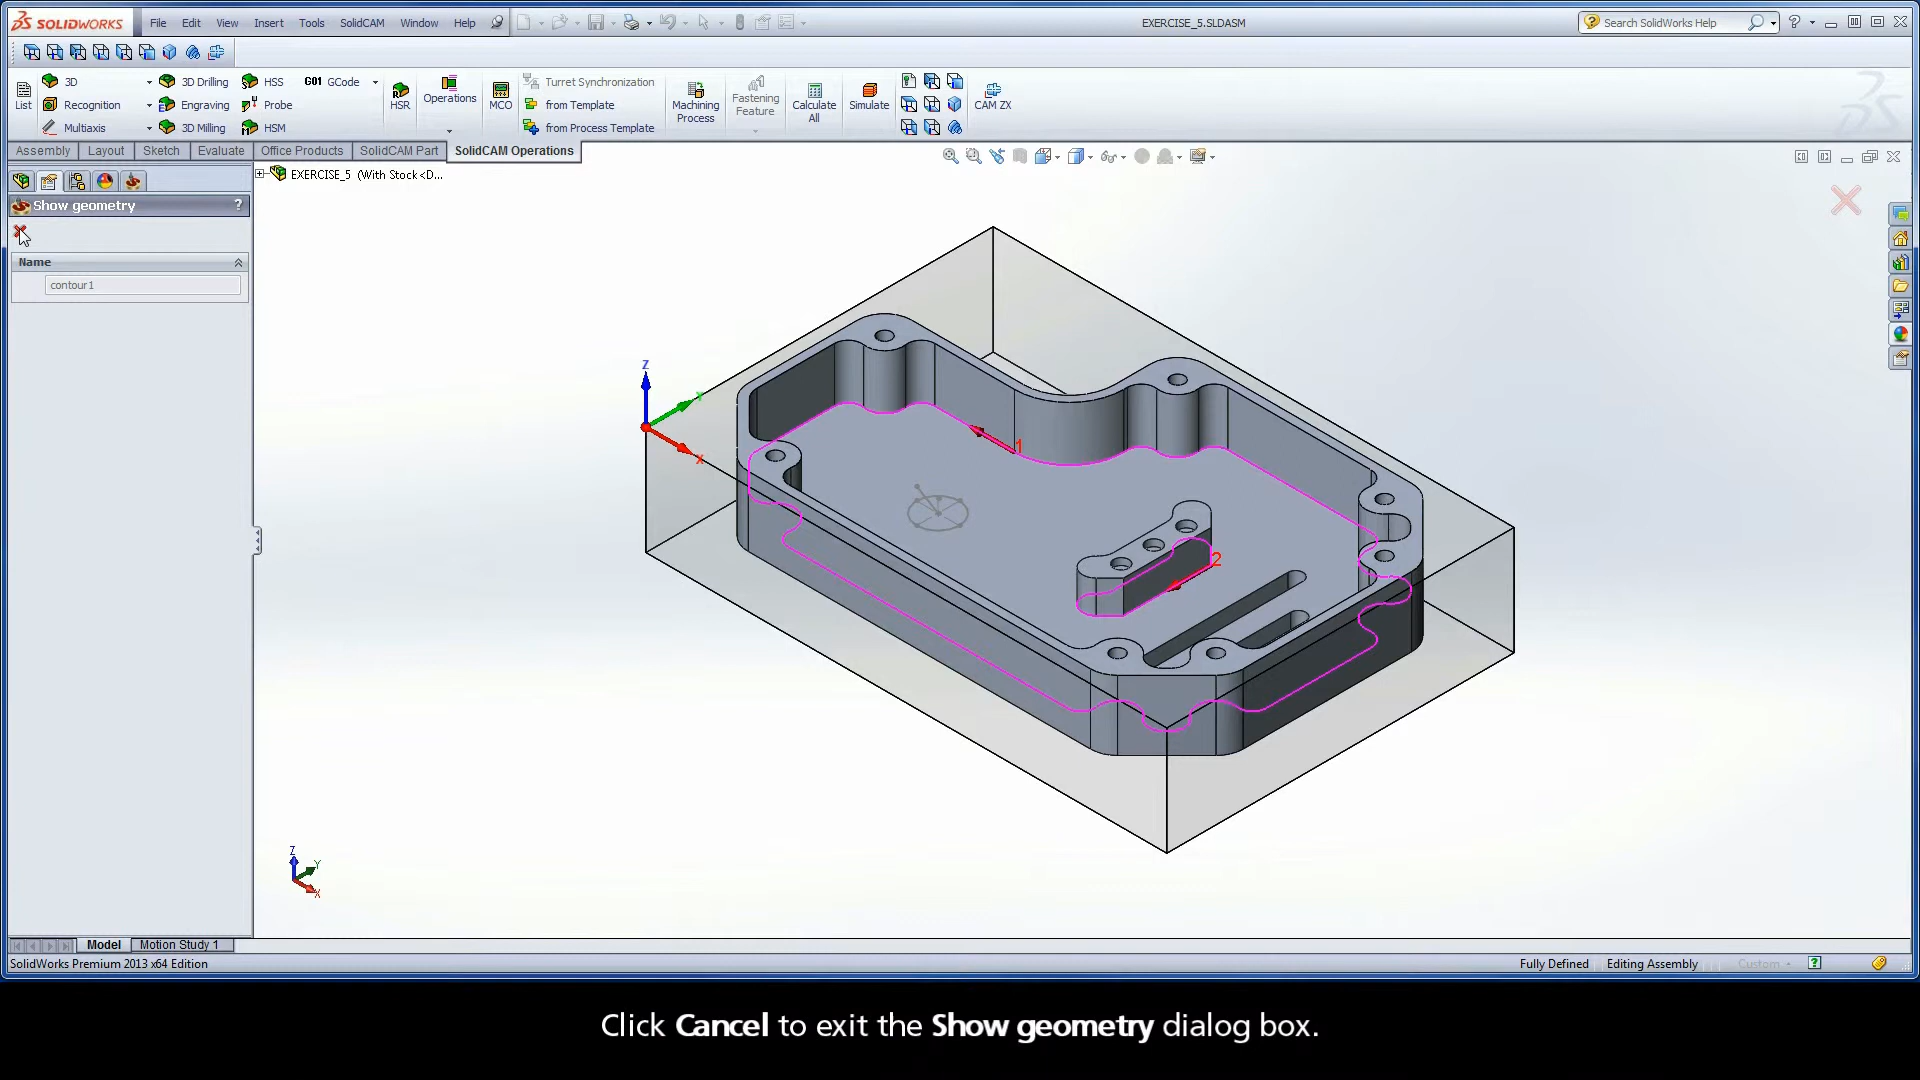 SOLIDWORKS File Edit View Insert Tools SolidCAM Window Help EXERCISE_5.SLDASM Search SolidWorks Help
3D 3D Drilling HSS G01 GCode Turret Synchronization
List Recognition Engraving Probe HSR Operations MCO from Template Machining Process Fastening Feature Calculate All Simulate CAM ZX
Multiaxis 3D Milling HSM from Process Template
Assembly Layout Sketch Evaluate Office Products SolidCAM Part SolidCAM Operations
EXERCISE_5 (With Stock<D...
Show geometry ?
Name
contour1
Z
Y
X
1
2
Z
Y
X
Model Motion Study 1
SolidWorks Premium 2013 x64 Edition Fully Defined Editing Assembly Custom
Click Cancel to exit the Show geometry dialog box.